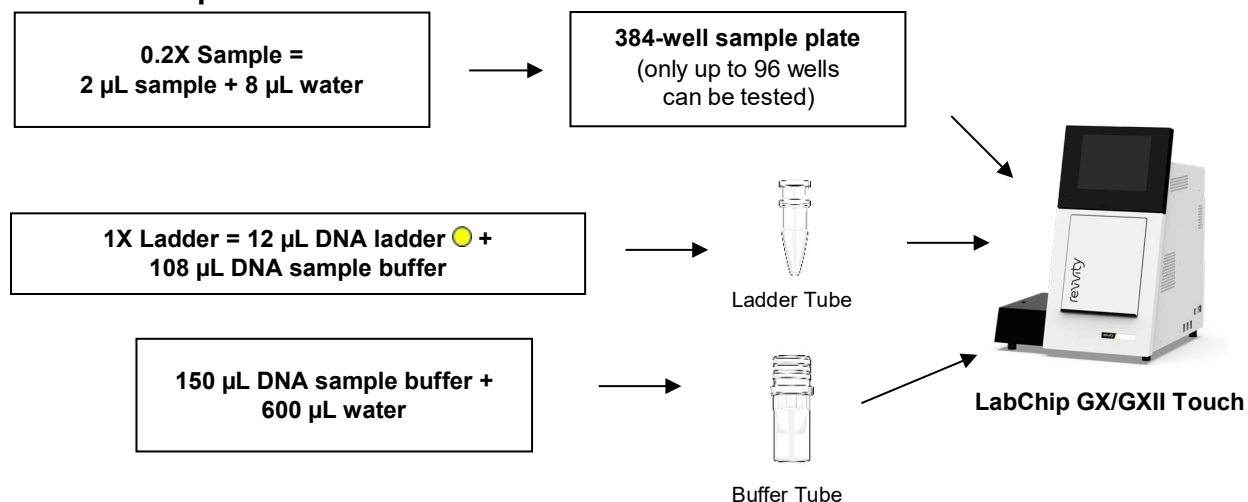 0.2X Sample =
2 µL sample + 8 µL water
384-well sample plate
(only up to 96 wells
can be tested)
1X Ladder = 12 µL DNA ladder +
108 µL DNA sample buffer
Ladder Tube
revvity
150 µL DNA sample buffer +
600 µL water
Buffer Tube
LabChip GX/GXII Touch